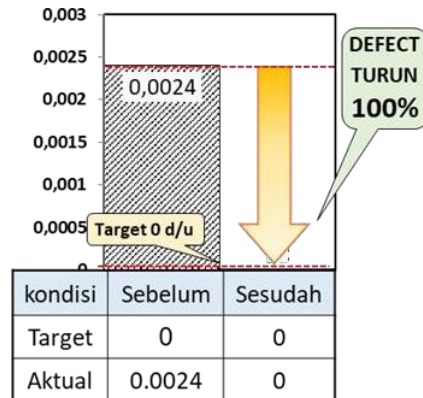 0,003
0,0025
0,002
0,0015
0,001
0,0005
0
0,0024
Target 0 d/u
DEFECT
TURUN
100%
kondisi Sebelum Sesudah
Target 0 0
Aktual 0.0024 0